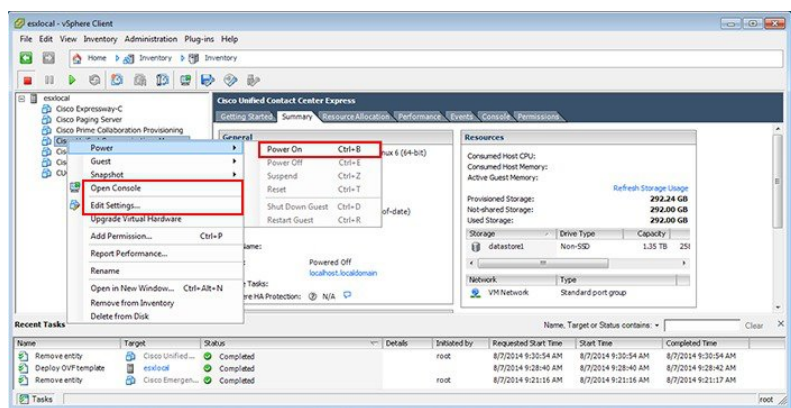 esxlocal - vSphere Client
File Edit View Inventory Administration Plug-ins Help
Home Inventory Inventory
esxlocal
Cisco Expressway-C
Cisco Paging Server
Cisco Prime Collaboration Provisioning
Cis
Cis
Cis
CU
Cisco Unified Contact Center Express
Getting Started Summary Resource Allocation Performance Events Console Permissions
General
nux 6 (64-bit)
of-date)
Name:
Powered Off
localhost.localdomain
Tasks:
ere HA Protection: N/A
Power
Guest
Snapshot
Open Console
Edit Settings...
Upgrade Virtual Hardware
Add Permission... Ctrl+P
Report Performance...
Rename
Open in New Window... Ctrl+Alt+N
Remove from Inventory
Delete from Disk
Power On Ctrl+B
Power Off Ctrl+E
Suspend Ctrl+Z
Reset Ctrl+T
Shut Down Guest Ctrl+D
Restart Guest Ctrl+R
Resources
Consumed Host CPU:
Consumed Host Memory:
Active Guest Memory:
Refresh Storage Usage
Provisioned Storage: 292.24 GB
Not-shared Storage: 292.00 GB
Used Storage: 292.00 GB
Storage Drive Type Capacity
datastore1 Non-SSD 1.35 TB 251
Network Type
VM Network Standard port group
Recent Tasks
Name, Target or Status contains: Clear
Name Target Status Details Initiated by Requested Start Time Start Time Completed Time
Remove entity Cisco Unified ... Completed root 8/7/2014 9:30:54 AM 8/7/2014 9:30:54 AM 8/7/2014 9:30:54 AM
Deploy OVF template esxlocal Completed 8/7/2014 9:28:40 AM 8/7/2014 9:28:40 AM 8/7/2014 9:28:42 AM
Remove entity Cisco Emergen... Completed root 8/7/2014 9:21:16 AM 8/7/2014 9:21:16 AM 8/7/2014 9:21:17 AM
Tasks
root